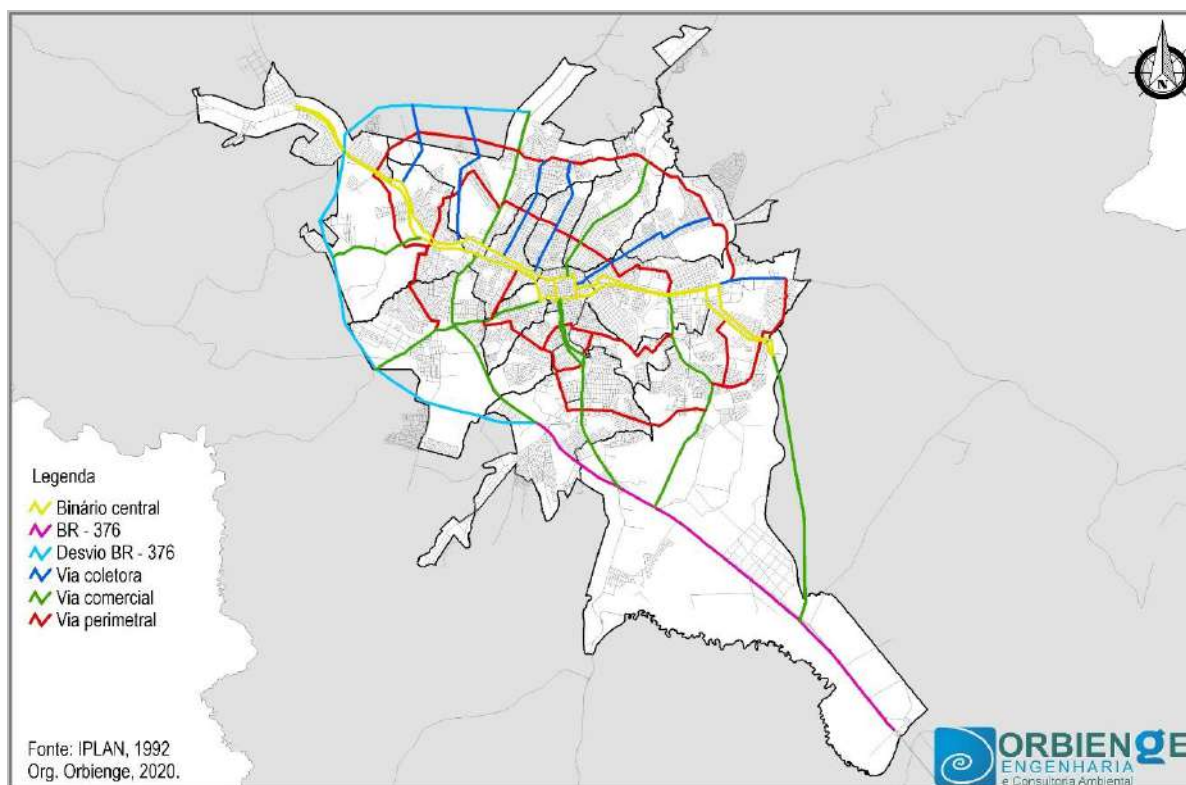 N
Legenda
Binário central
BR - 376
Desvio BR - 376
Via coletora
Via comercial
Via perimetral
Fonte: IPLAN, 1992
Org. Orbienge, 2020.
ORBIENGE
ENGENHARIA
e Consultoria Ambiental